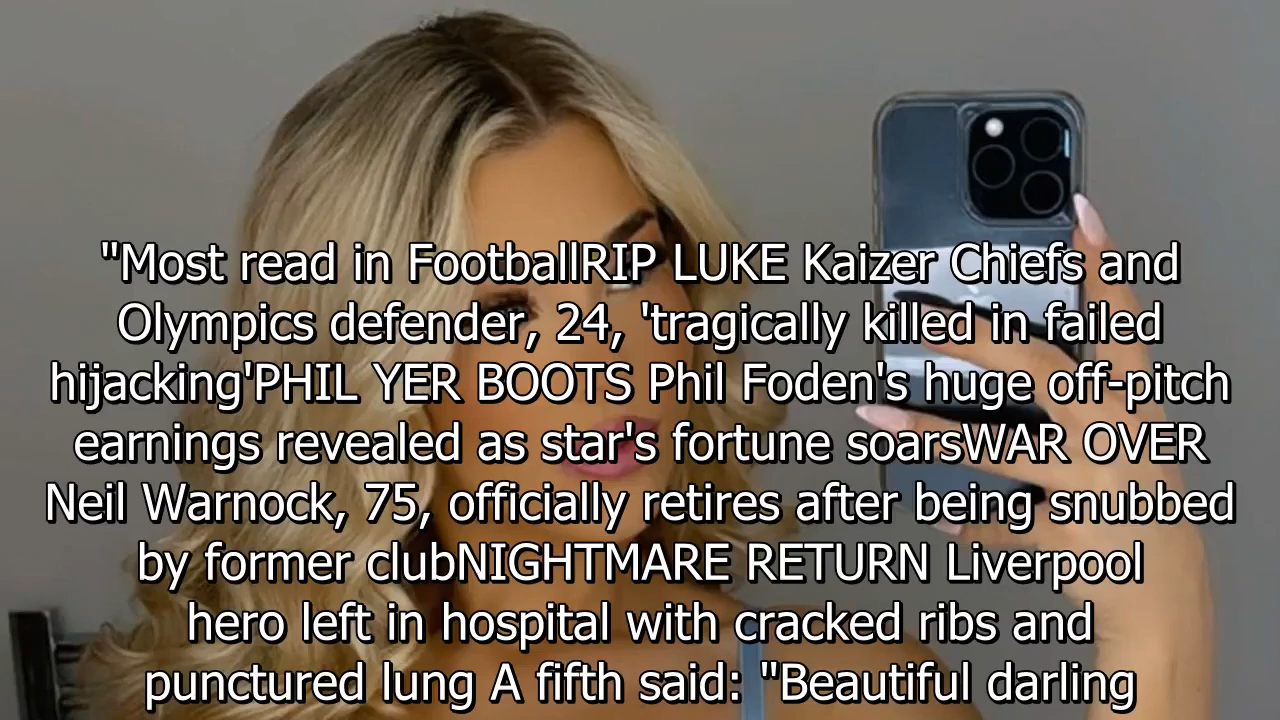 "Most read in FootballRIP LUKE Kaizer Chiefs and
Olympics defender, 24, 'tragically killed in failed
hijacking'PHIL YER BOOTS Phil Foden's huge off-pitch
earnings revealed as star's fortune soarsWAR OVER
Neil Warnock, 75, officially retires after being snubbed
by former clubNIGHTMARE RETURN Liverpool
hero left in hospital with cracked ribs and
punctured lung A fifth said: "Beautiful darling